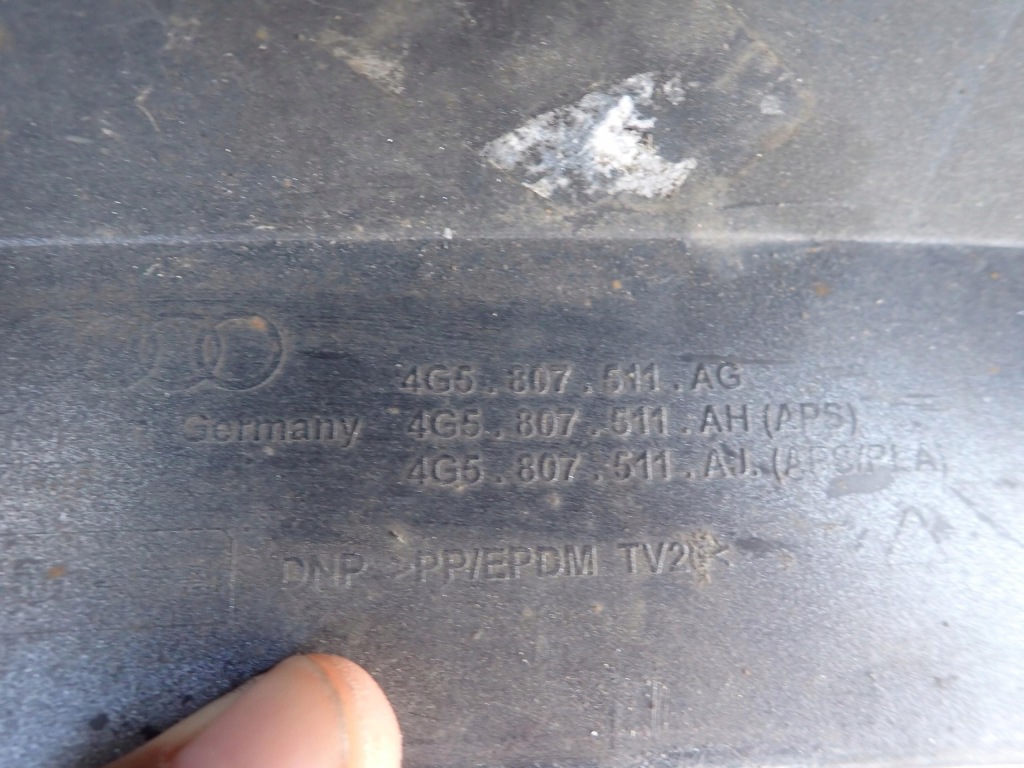 4G5.807.511.AG
Germany 4G5.807.511.AH (APS)
4G5.807.511.AJ. (APS/PLA)
DNP >PP/EPDM TV20<